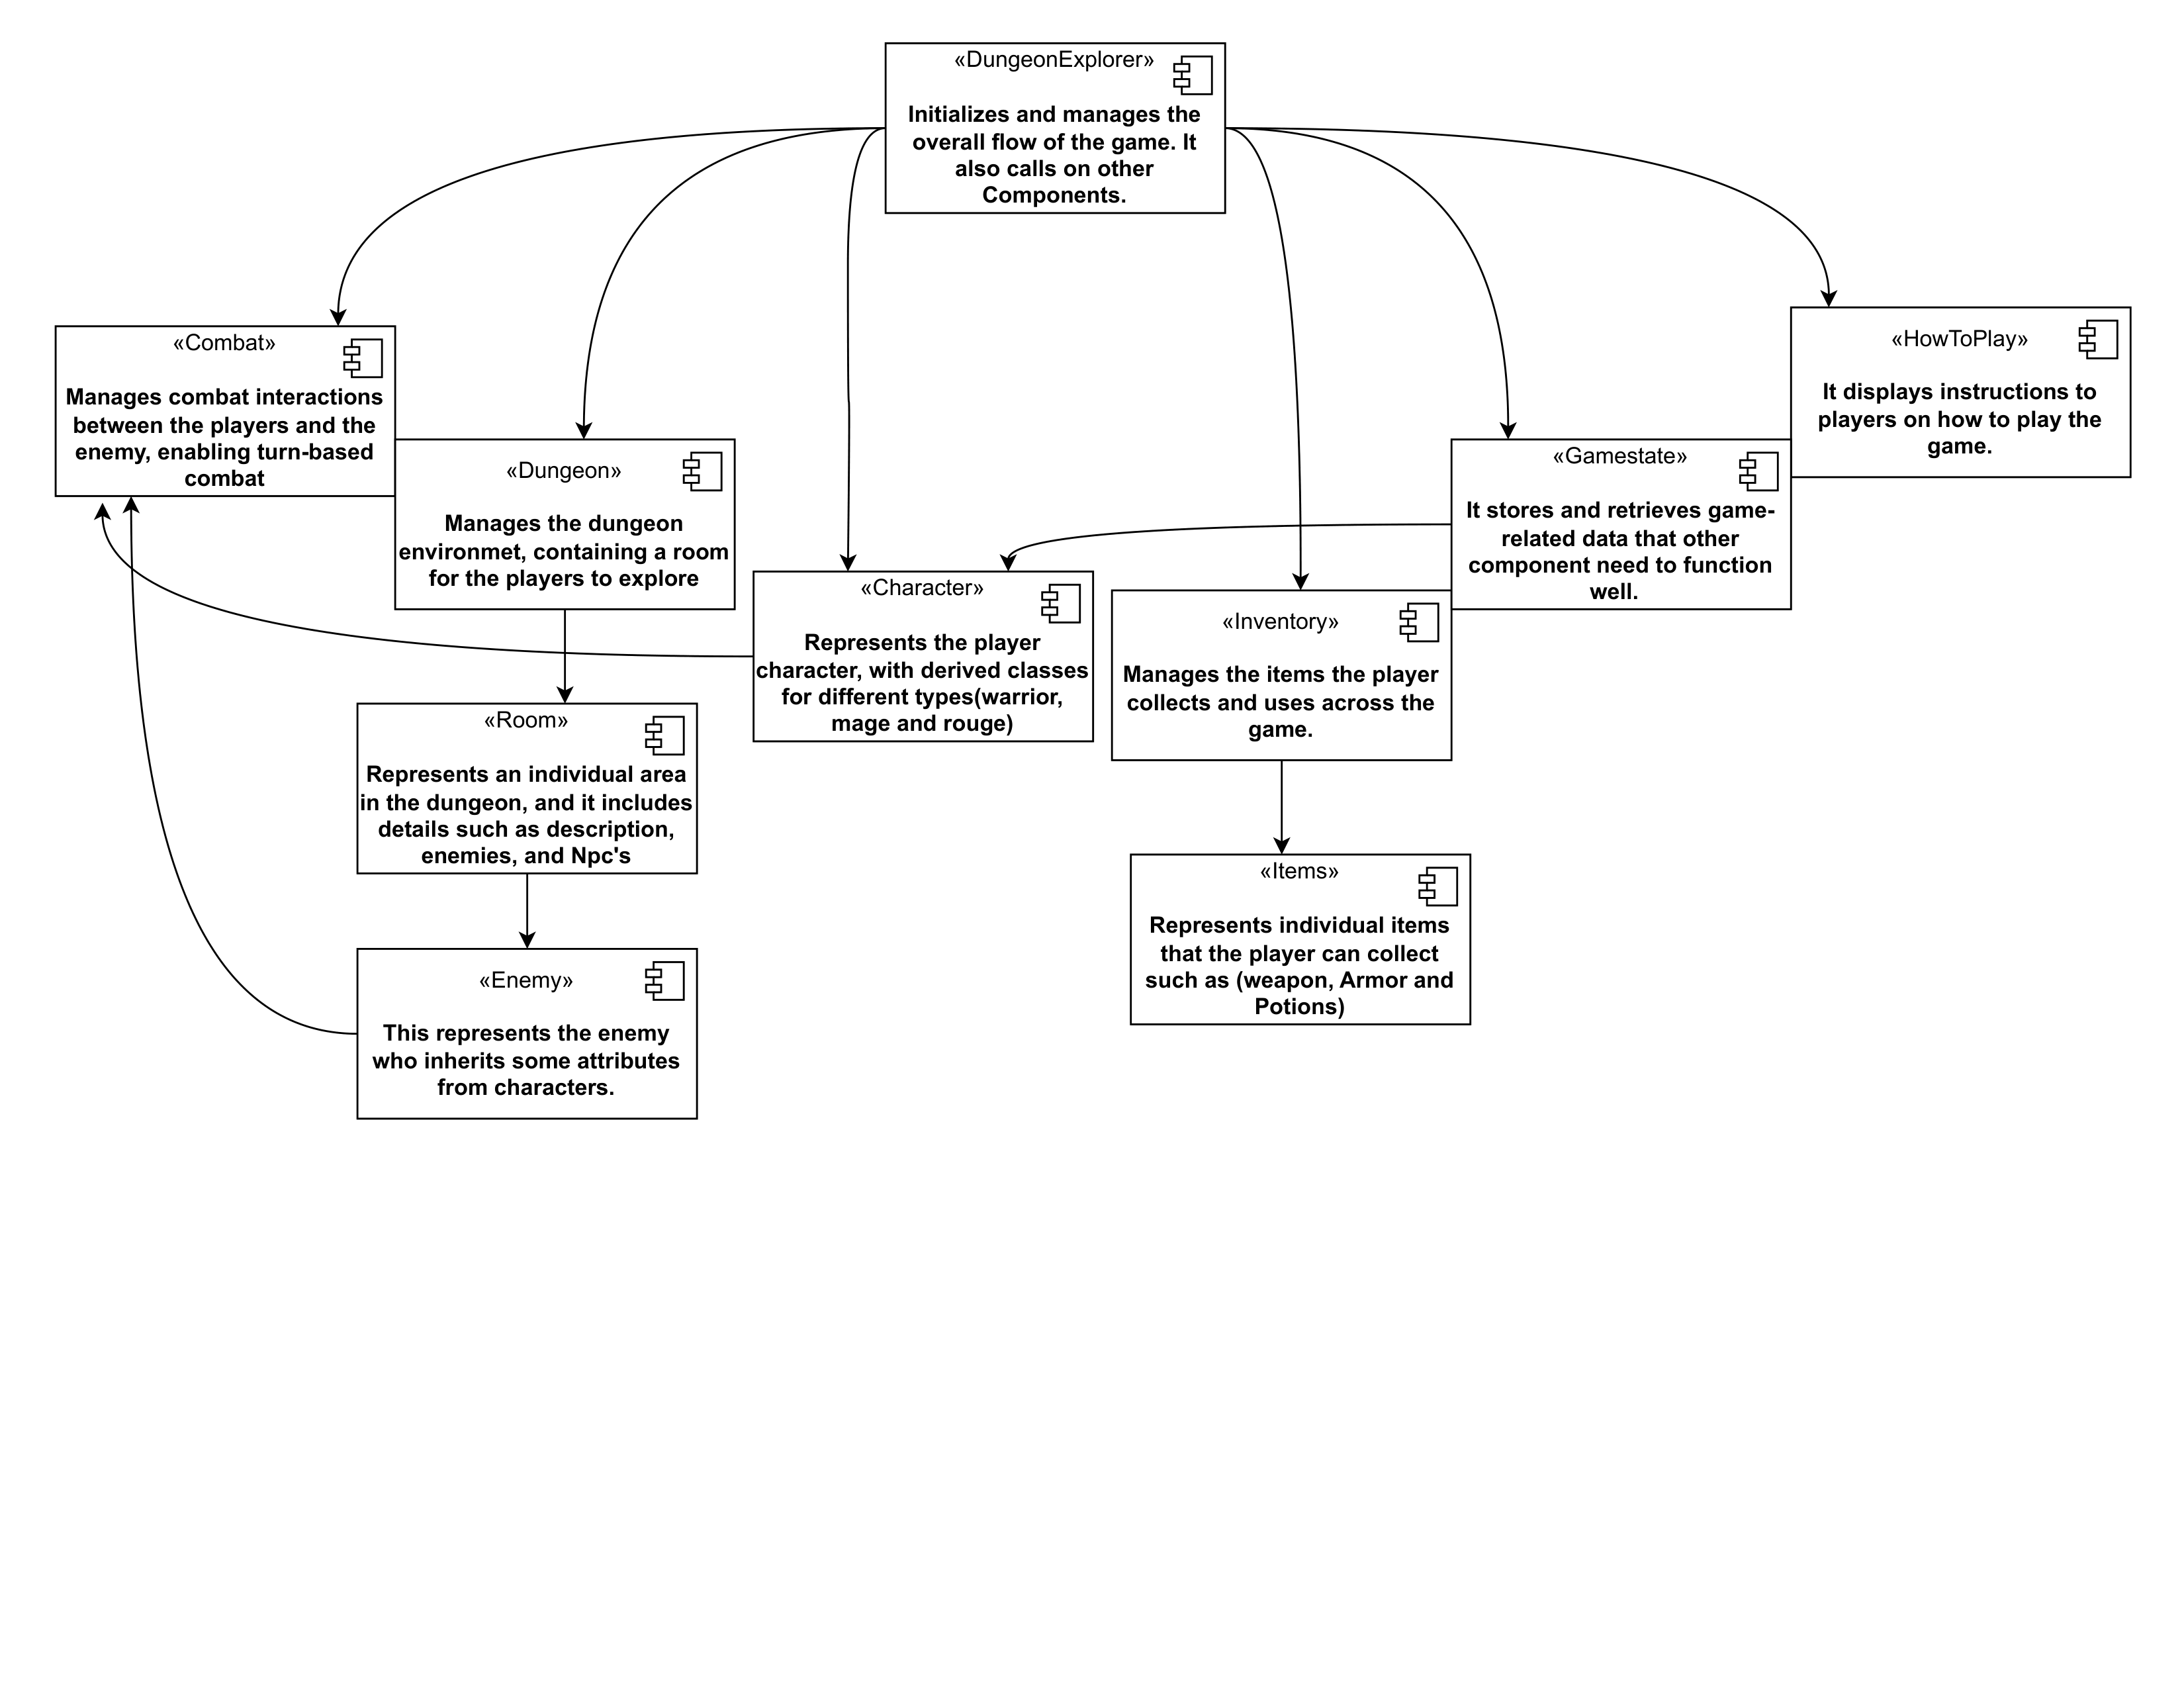 «DungeonExplorer»
Initializes and manages the
overall flow of the game. It
also calls on other
Components.
«Combat»
Manages combat interactions
between the players and the
enemy, enabling turn-based
combat
«HowToPlay»
It displays instructions to
players on how to play the
game.
«Dungeon»
Manages the dungeon
environmet, containing a room
for the players to explore
«Gamestate»
It stores and retrieves game-
related data that other
component need to function
well.
«Character»
Represents the player
character, with derived classes
for different types(warrior,
mage and rouge)
«Inventory»
Manages the items the player
collects and uses across the
game.
«Room»
Represents an individual area
in the dungeon, and it includes
details such as description,
enemies, and Npc's
«Items»
Represents individual items
that the player can collect
such as (weapon, Armor and
Potions)
«Enemy»
This represents the enemy
who inherits some attributes
from characters.